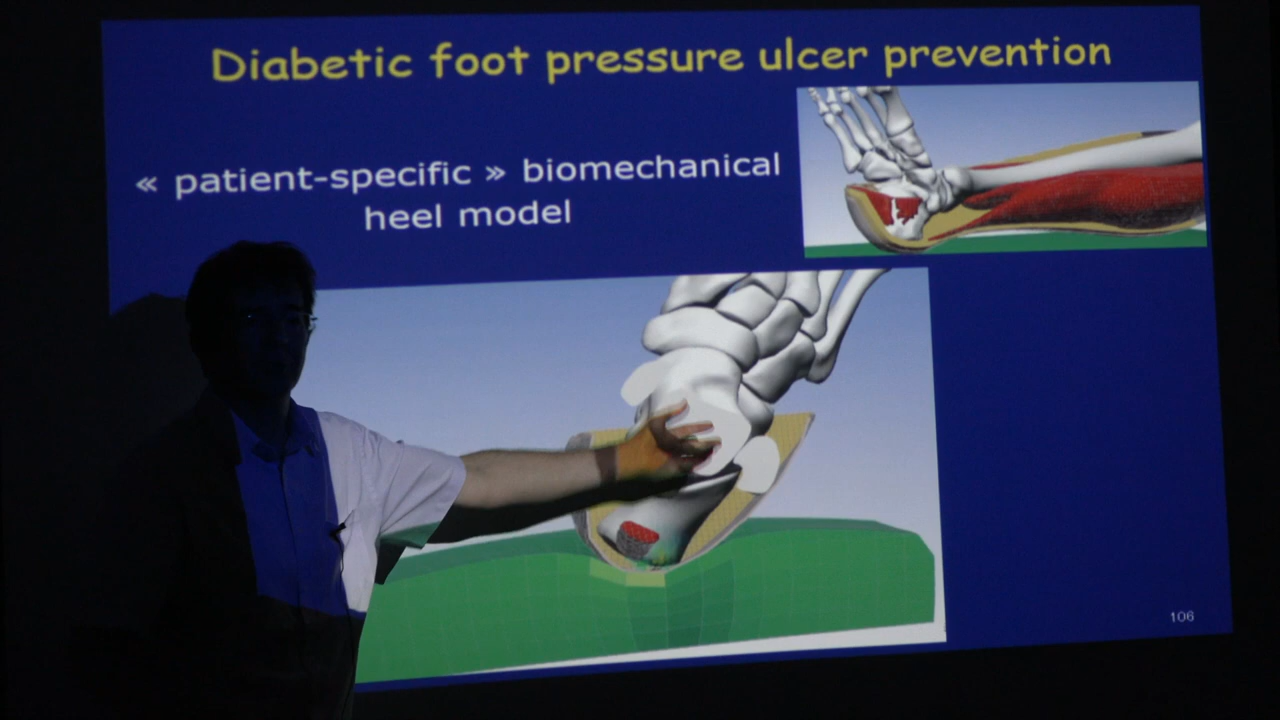 Diabetic foot pressure ulcer prevention
« patient-specific » biomechanical
heel model
106